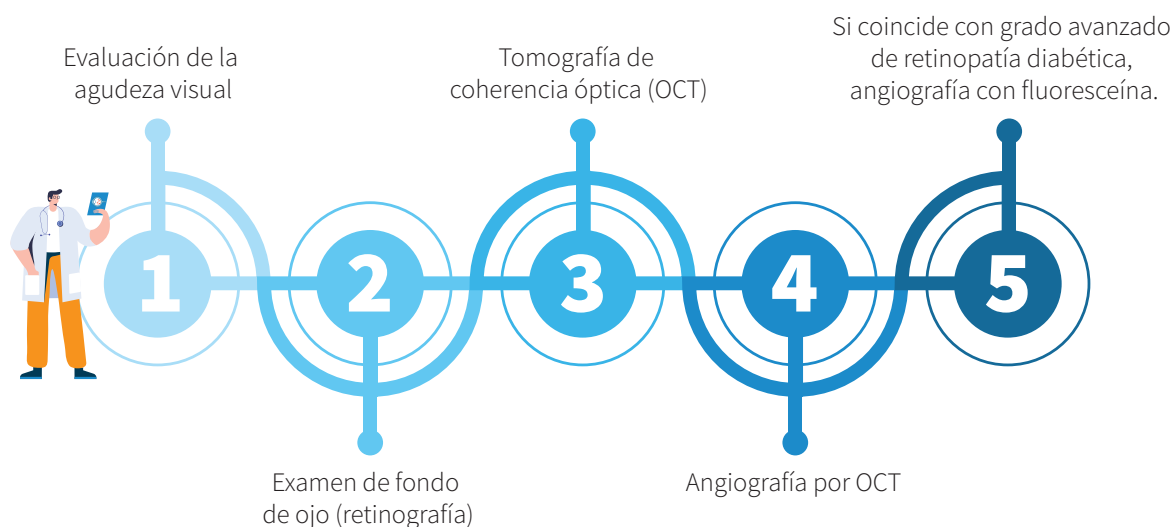 1
Evaluación de la
agudeza visual
2
Examen de fondo
de ojo (retinografía)
3
Tomografía de
coherencia óptica (OCT)
4
Angiografía por OCT
5
Si coincide con grado avanzado
de retinopatía diabética,
angiografía con fluoresceína.